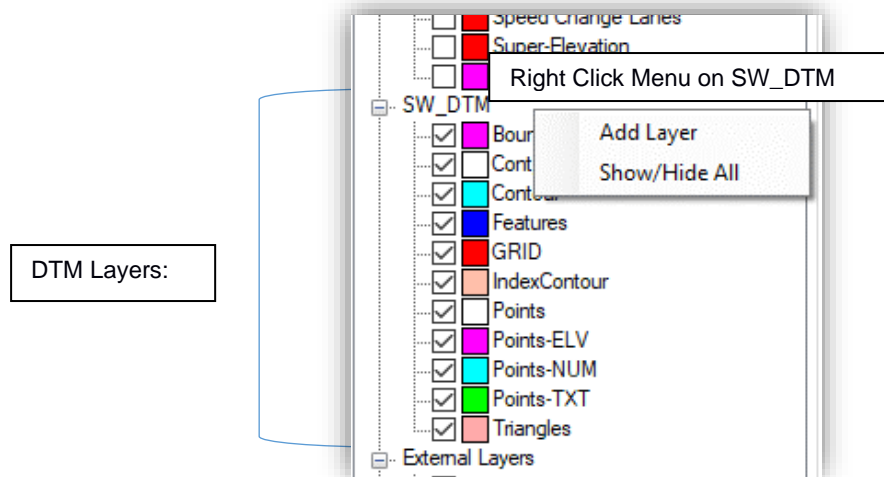 Speed Change Lanes
Super-Elevation
Right Click Menu on SW_DTM
SW_DTM
Add Layer
Show/Hide All
Features
GRID
DTM Layers:
IndexContour
Points
Points-ELV
Points-NUM
Points-TXT
Triangles
External Layers